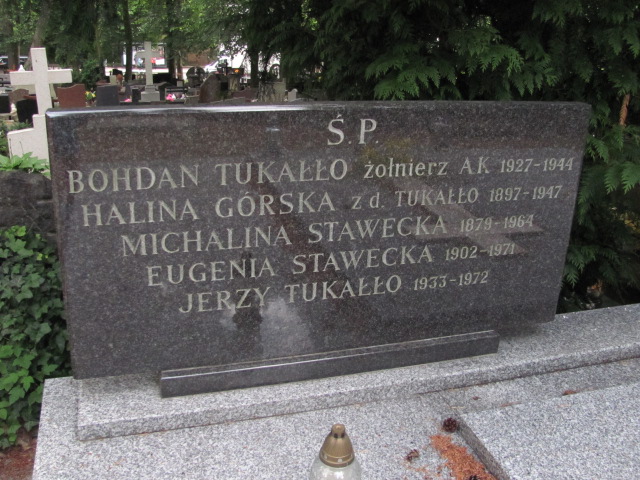 Ś.P
BOHDAN TUKAŁŁO żołnierz AK 1927-1944
HALINA GÓRSKA z d. TUKAŁŁO 1897-1947
MICHALINA STAWECKA 1879-1964
EUGENIA STAWECKA 1902-1971
JERZY TUKAŁŁO 1933-1972